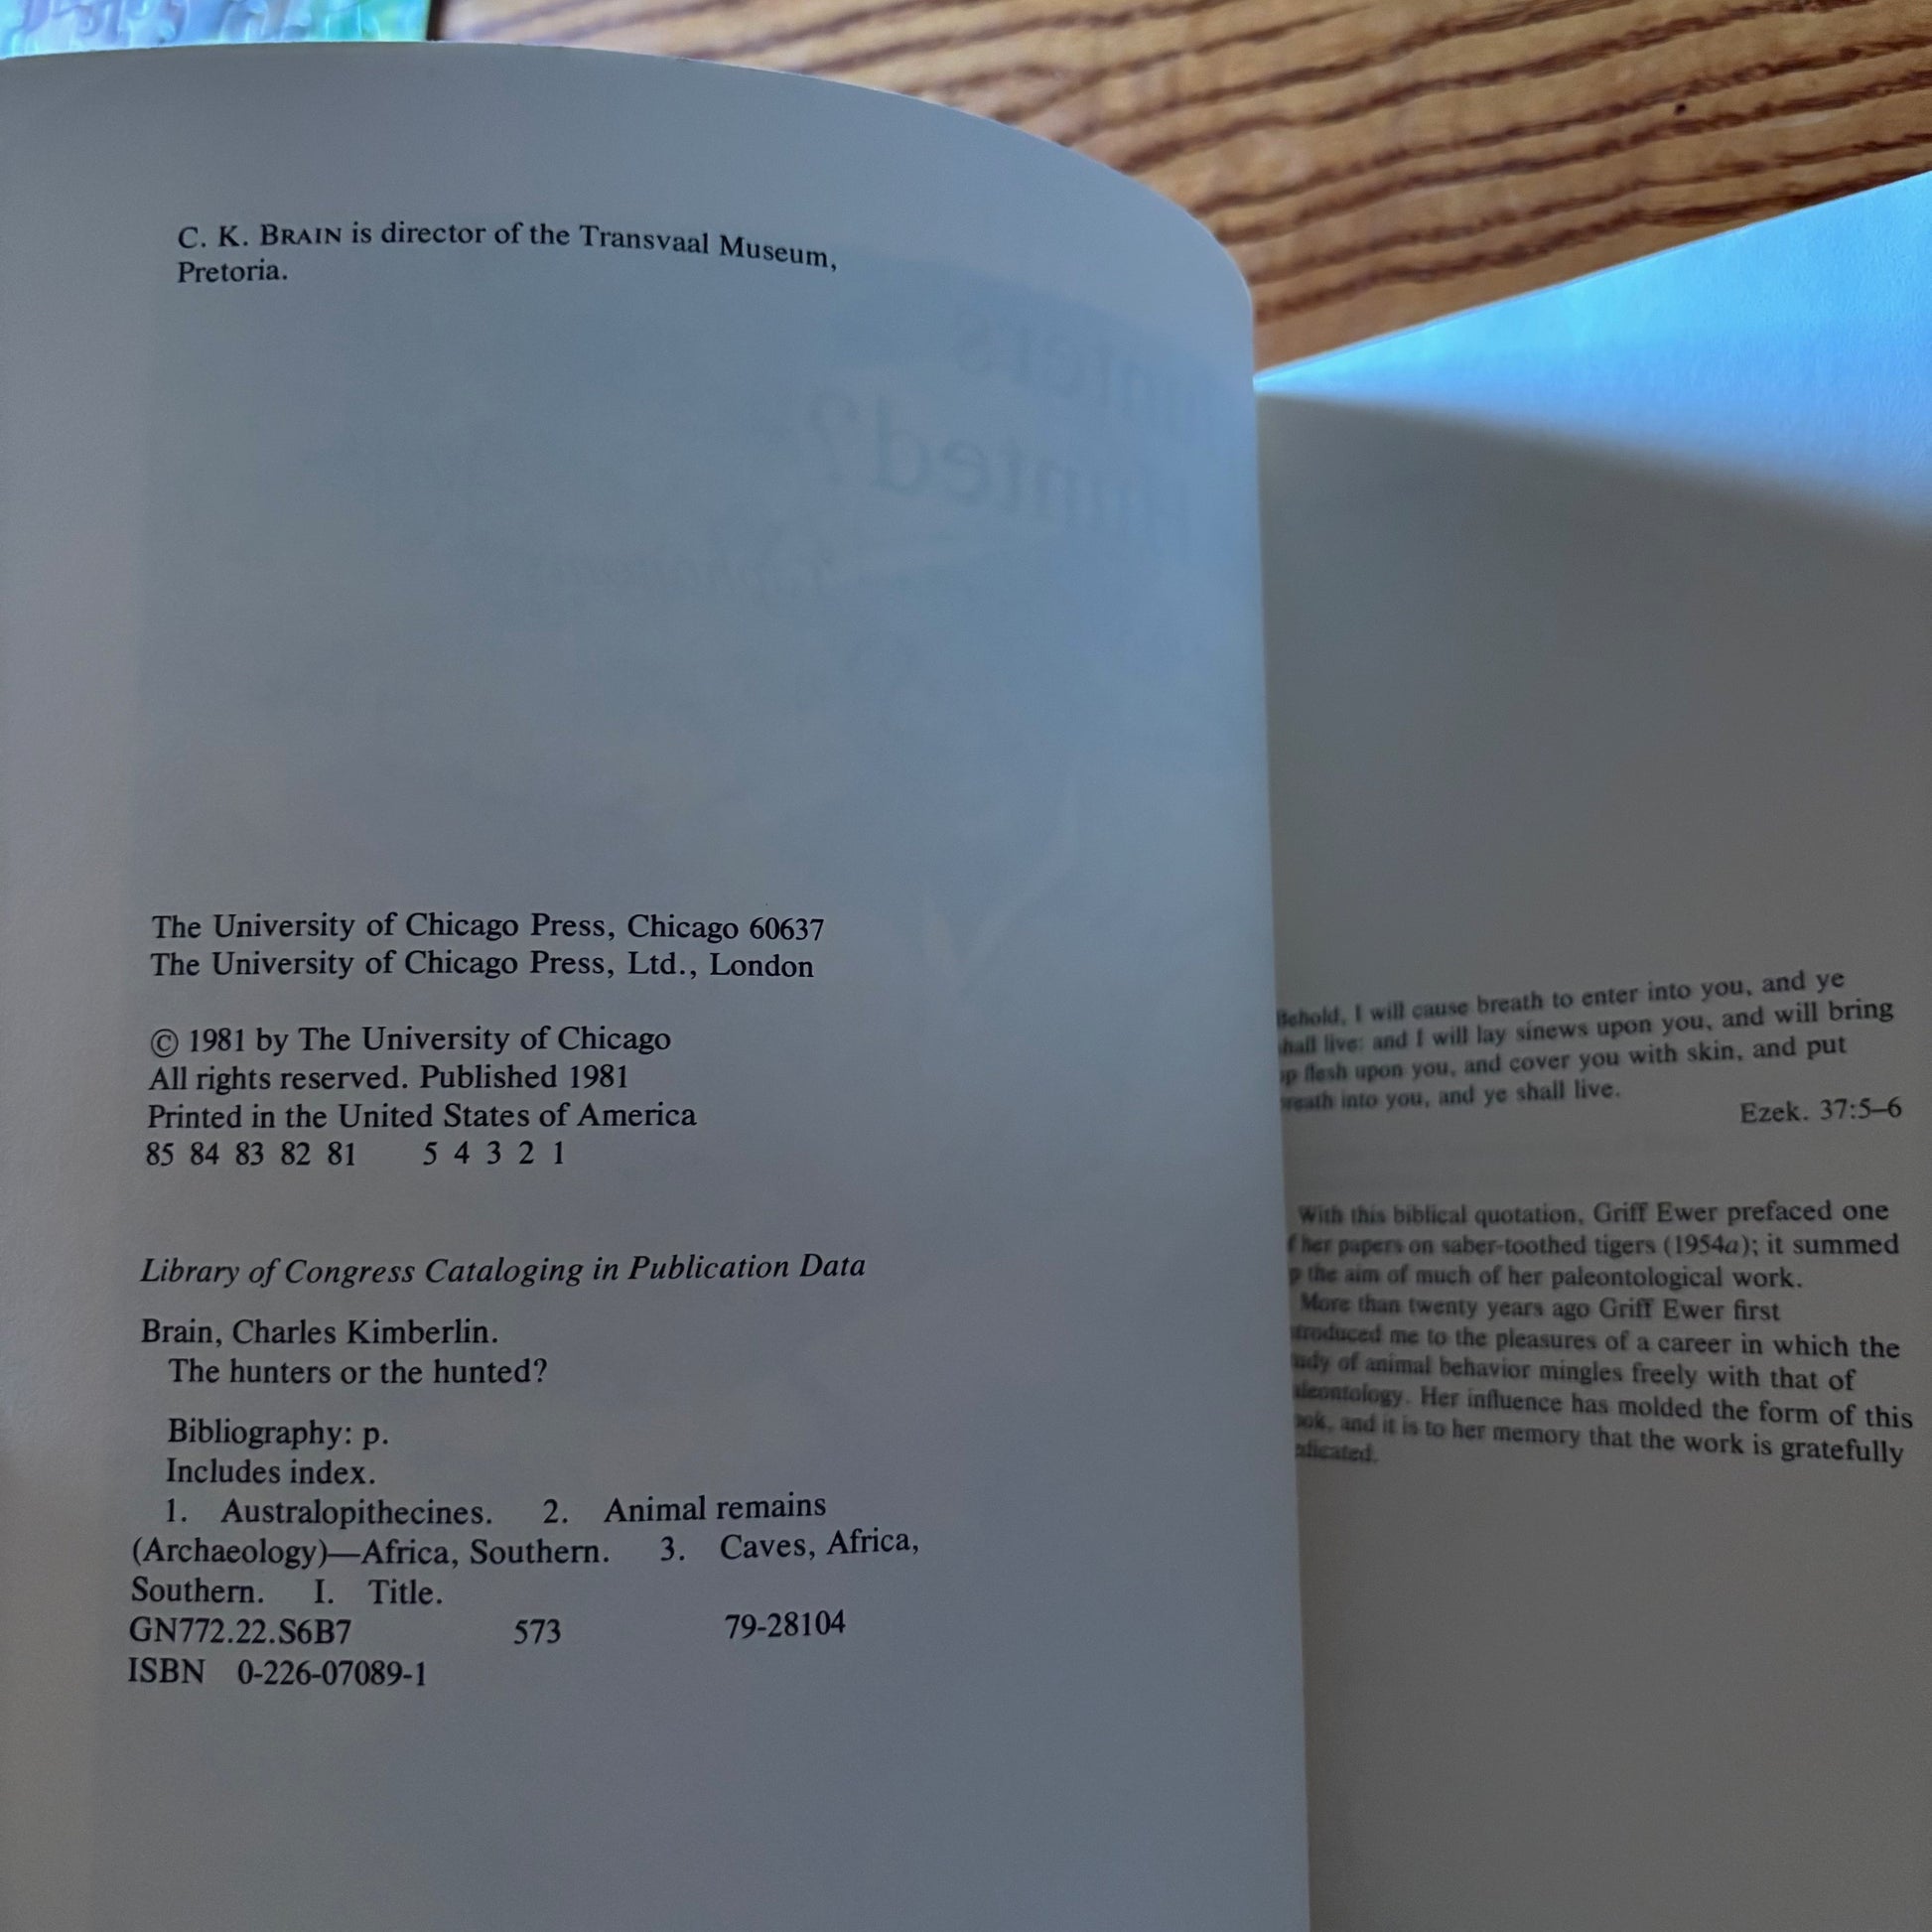 C. K. BRAIN is director of the Transvaal Museum,
Pretoria.
The University of Chicago Press, Chicago 60637
The University of Chicago Press, Ltd., London
© 1981 by The University of Chicago
All rights reserved. Published 1981
Printed in the United States of America
85 84 83 82 81 5 4 3 2 1
Library of Congress Cataloging in Publication Data
Brain, Charles Kimberlin.
The hunters or the hunted?
Bibliography: p.
Includes index.
1. Australopithecines. 2. Animal remains
(Archaeology)—Africa, Southern. 3. Caves, Africa,
Southern. I. Title.
GN772.22.S6B7 573 79-28104
ISBN 0-226-07089-1
Behold, I will cause breath to enter into you, and ye
hall live: and I will lay sinews upon you, and will bring
p flesh upon you, and cover you with skin, and put
reath into you, and ye shall live.
Ezek. 37:5–6
With this biblical quotation, Griff Ewer prefaced one
f her papers on saber-toothed tigers (1954a); it summed
p the aim of much of her paleontological work.
More than twenty years ago Griff Ewer first
troduced me to the pleasures of a career in which the
udy of animal behavior mingles freely with that of
aleontology. Her influence has molded the form of this
ook, and it is to her memory that the work is gratefully
edicated.